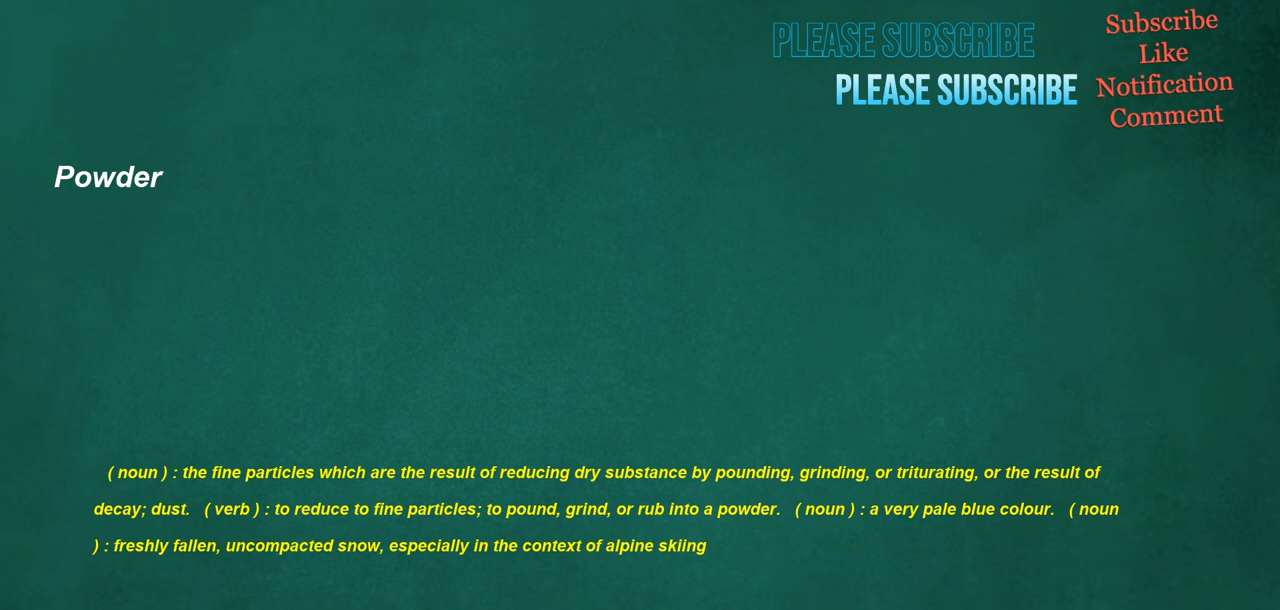 PLEASE SUBSCRIBE
PLEASE SUBSCRIBE
Subscribe
Like
Notification
Comment
Powder
( noun ) : the fine particles which are the result of reducing dry substance by pounding, grinding, or triturating, or the result of
decay; dust.   ( verb ) : to reduce to fine particles; to pound, grind, or rub into a powder.   ( noun ) : a very pale blue colour.   ( noun
) : freshly fallen, uncompacted snow, especially in the context of alpine skiing